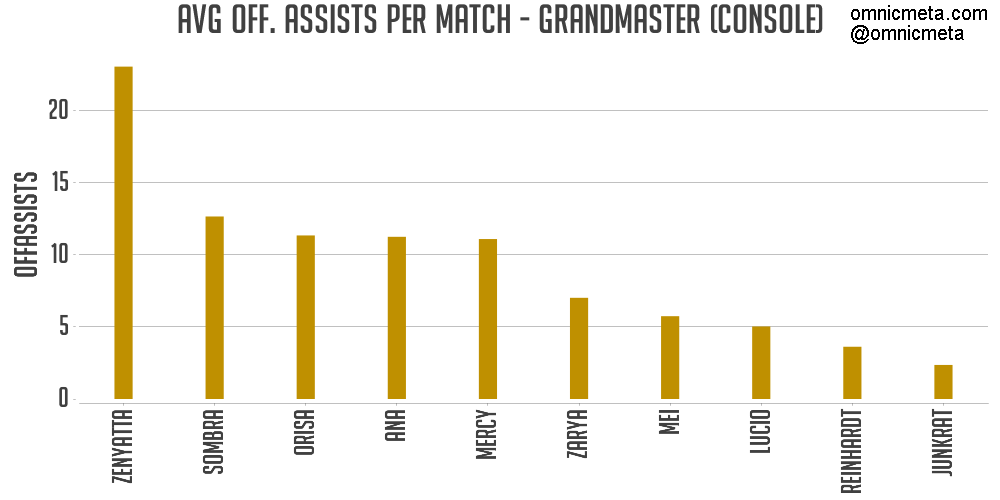 AVG OFF. ASSISTS PER MATCH - GRANDMASTER (CONSOLE)
omnicmeta.com
@omnicmeta
OFFASSISTS
20
15
10
5
0
ZENYATTA
SOMBRA
ORISA
ANA
MERCY
ZARYA
MEI
LUCIO
REINHARDT
JUNKRAT